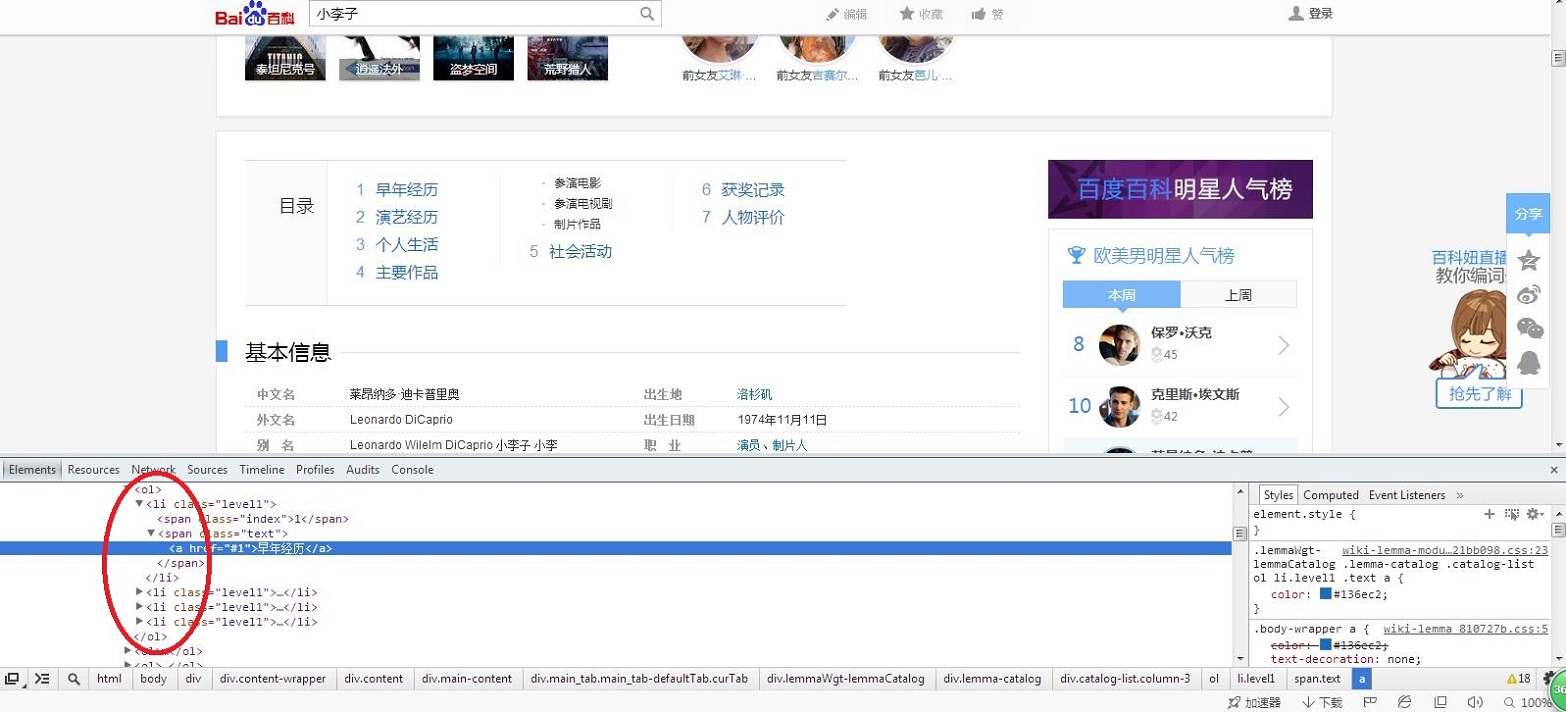 Bai du 百科
小李子
编辑 收藏 赞 登录
泰坦尼克号 逍遥法外 盗梦空间 荒野猎人
前女友艾琳·... 前女友吉赛尔... 前女友芭儿·...
目录
1 早年经历
2 演艺经历
3 个人生活
4 主要作品
- 参演电影
- 参演电视剧
- 制片作品
5 社会活动
6 获奖记录
7 人物评价
百度百科明星人气榜
欧美男明星人气榜
本周 上周
8 保罗•沃克
45
10 克里斯•埃文斯
42
分享
百科妞直播
教你编词
抢先了解
基本信息
中文名 莱昂纳多·迪卡普里奥 出生地 洛杉矶
外文名 Leonardo DiCaprio 出生日期 1974年11月11日
别 名 Leonardo Wilelm DiCaprio 小李子 小李 职 业 演员、制片人
Elements Resources Network Sources Timeline Profiles Audits Console
<ol>
<li class="level1">
<span class="index">1</span>
<span class="text">
<a href="#1">早年经历</a>
</span>
</li>
<li class="level1">…</li>
<li class="level1">…</li>
<li class="level1">…</li>
</ol>
<ol>…</ol>
<ol>…</ol>
Styles Computed Event Listeners »
element.style {
}
.lemmaWgt- wiki-lemma-modu…21bb098.css:23
lemmaCatalog .lemma-catalog .catalog-list
ol li.level1 .text a {
color: #136ec2;
}
.body-wrapper a { wiki-lemma_810727b.css:5
color: #136ec2;
text-decoration: none;
html body div div.content-wrapper div.content div.main-content div.main_tab.main_tab-defaultTab.curTab div.lemmaWgt-lemmaCatalog div.lemma-catalog div.catalog-list.column-3 ol li.level1 span.text a 18
加速器 下载 100%
36